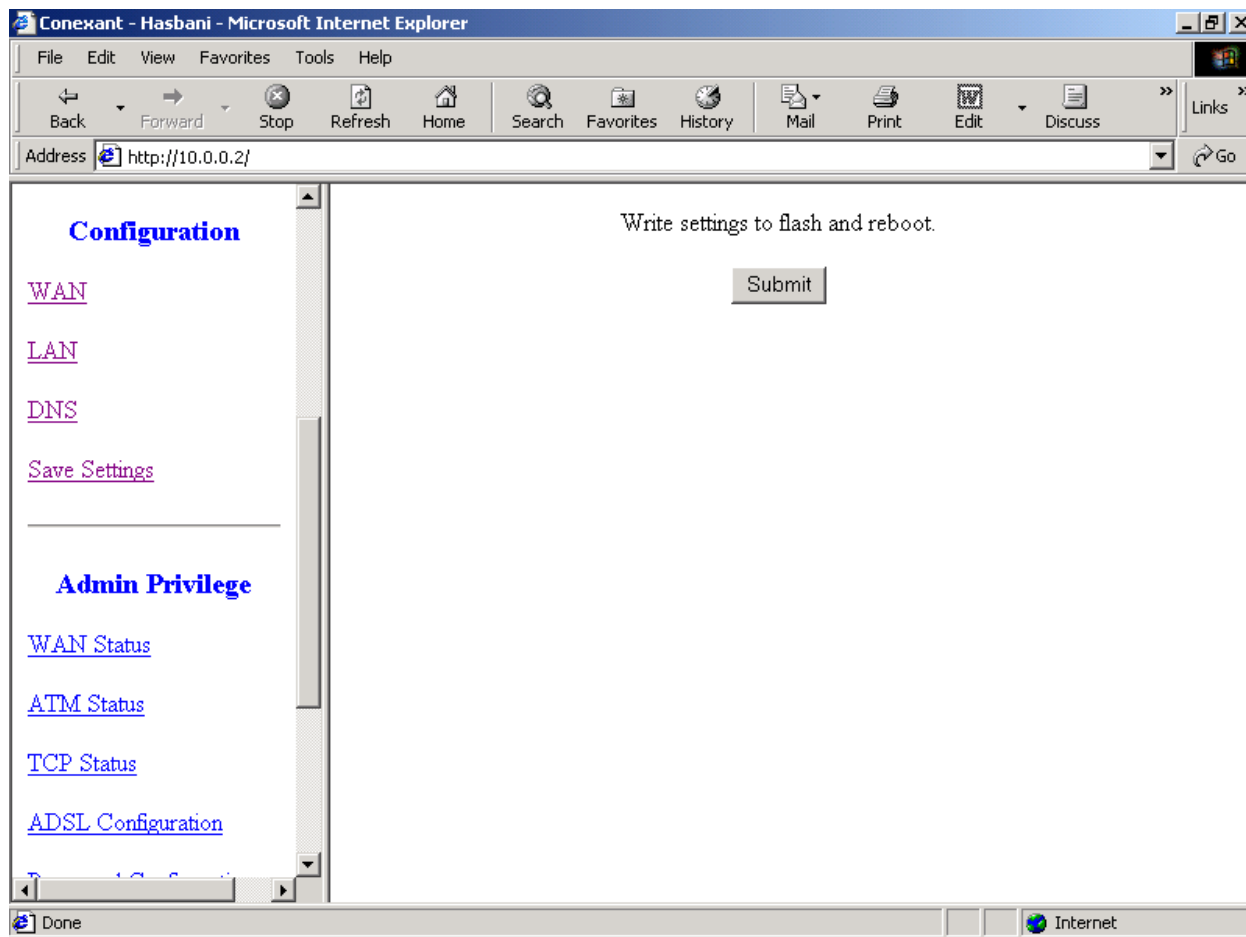 Conexant - Hasbani - Microsoft Internet Explorer
File Edit View Favorites Tools Help
Back Forward Stop Refresh Home Search Favorites History Mail Print Edit Discuss » Links »
Address http://10.0.0.2/ Go
Configuration
WAN
LAN
DNS
Save Settings
Admin Privilege
WAN Status
ATM Status
TCP Status
ADSL Configuration
Write settings to flash and reboot.
Submit
Done Internet